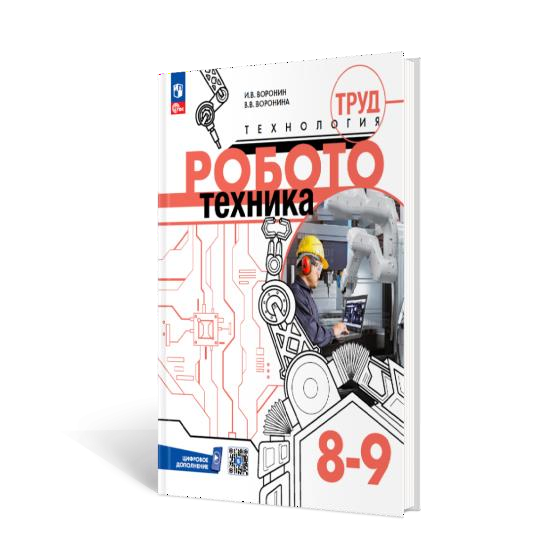 И.В. ВОРОНИН
В.В. ВОРОНИНА
ТРУД
ТЕХНОЛОГИЯ
РОБОТО
техника
8-9
ЦИФРОВОЕ
ДОПОЛНЕНИЕ